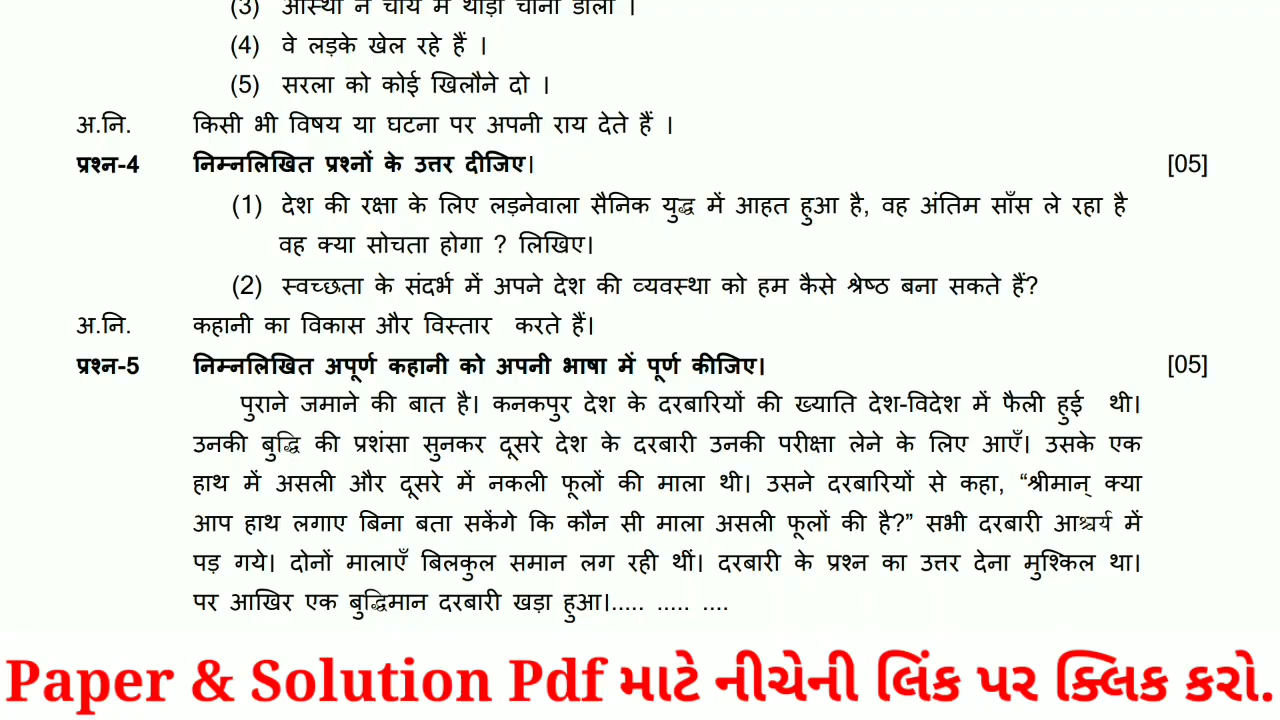 (3) आस्था ने चाय में थोड़ी चीनी डाली ।
(4) वे लड़के खेल रहे हैं ।
(5) सरला को कोई खिलौने दो ।
अ.नि. किसी भी विषय या घटना पर अपनी राय देते हैं ।
प्रश्न-4 निम्नलिखित प्रश्नों के उत्तर दीजिए। [05]
(1) देश की रक्षा के लिए लड़नेवाला सैनिक युद्ध में आहत हुआ है, वह अंतिम साँस ले रहा है
वह क्या सोचता होगा ? लिखिए।
(2) स्वच्छता के संदर्भ में अपने देश की व्यवस्था को हम कैसे श्रेष्ठ बना सकते हैं?
अ.नि. कहानी का विकास और विस्तार करते हैं।
प्रश्न-5 निम्नलिखित अपूर्ण कहानी को अपनी भाषा में पूर्ण कीजिए। [05]
पुराने जमाने की बात है। कनकपुर देश के दरबारियों की ख्याति देश-विदेश में फैली हुई थी।
उनकी बुद्धि की प्रशंसा सुनकर दूसरे देश के दरबारी उनकी परीक्षा लेने के लिए आएँ। उसके एक
हाथ में असली और दूसरे में नकली फूलों की माला थी। उसने दरबारियों से कहा, “श्रीमान् क्या
आप हाथ लगाए बिना बता सकेंगे कि कौन सी माला असली फूलों की है?” सभी दरबारी आश्चर्य में
पड़ गये। दोनों मालाएँ बिलकुल समान लग रही थीं। दरबारी के प्रश्न का उत्तर देना मुश्किल था।
पर आखिर एक बुद्धिमान दरबारी खड़ा हुआ।..... ..... ....
Paper & Solution Pdf માટે નીચેની લિંક પર ક્લિક કરો.